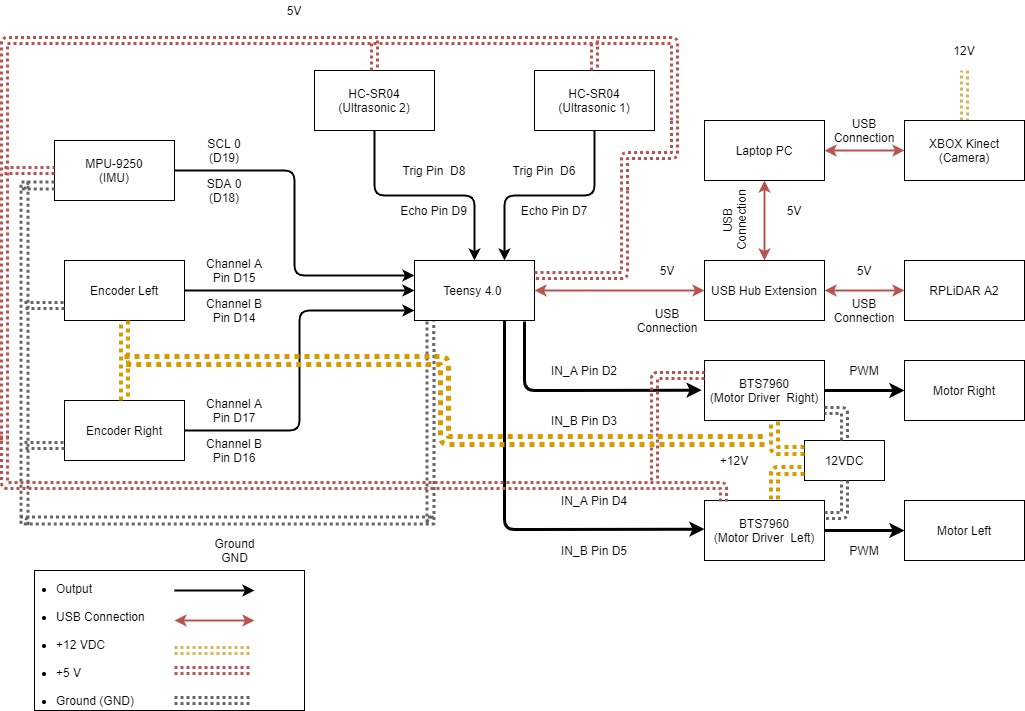 5V
12V
HC-SR04
(Ultrasonic 2)
HC-SR04
(Ultrasonic 1)
USB
Connection
Laptop PC
XBOX Kinect
(Camera)
MPU-9250
(IMU)
SCL 0
(D19)
SDA 0
(D18)
Trig Pin D8
Trig Pin D6
Echo Pin D9
Echo Pin D7
USB
Connection
5V
Encoder Left
Channel A
Pin D15
Channel B
Pin D14
Teensy 4.0
5V
USB
Connection
USB Hub Extension
5V
USB
Connection
RPLiDAR A2
IN_A Pin D2
IN_B Pin D3
BTS7960
(Motor Driver Right)
PWM
Motor Right
Encoder Right
Channel A
Pin D17
Channel B
Pin D16
+12V
12VDC
IN_A Pin D4
IN_B Pin D5
BTS7960
(Motor Driver Left)
PWM
Motor Left
Ground
GND
• Output
• USB Connection
• +12 VDC
• +5 V
• Ground (GND)